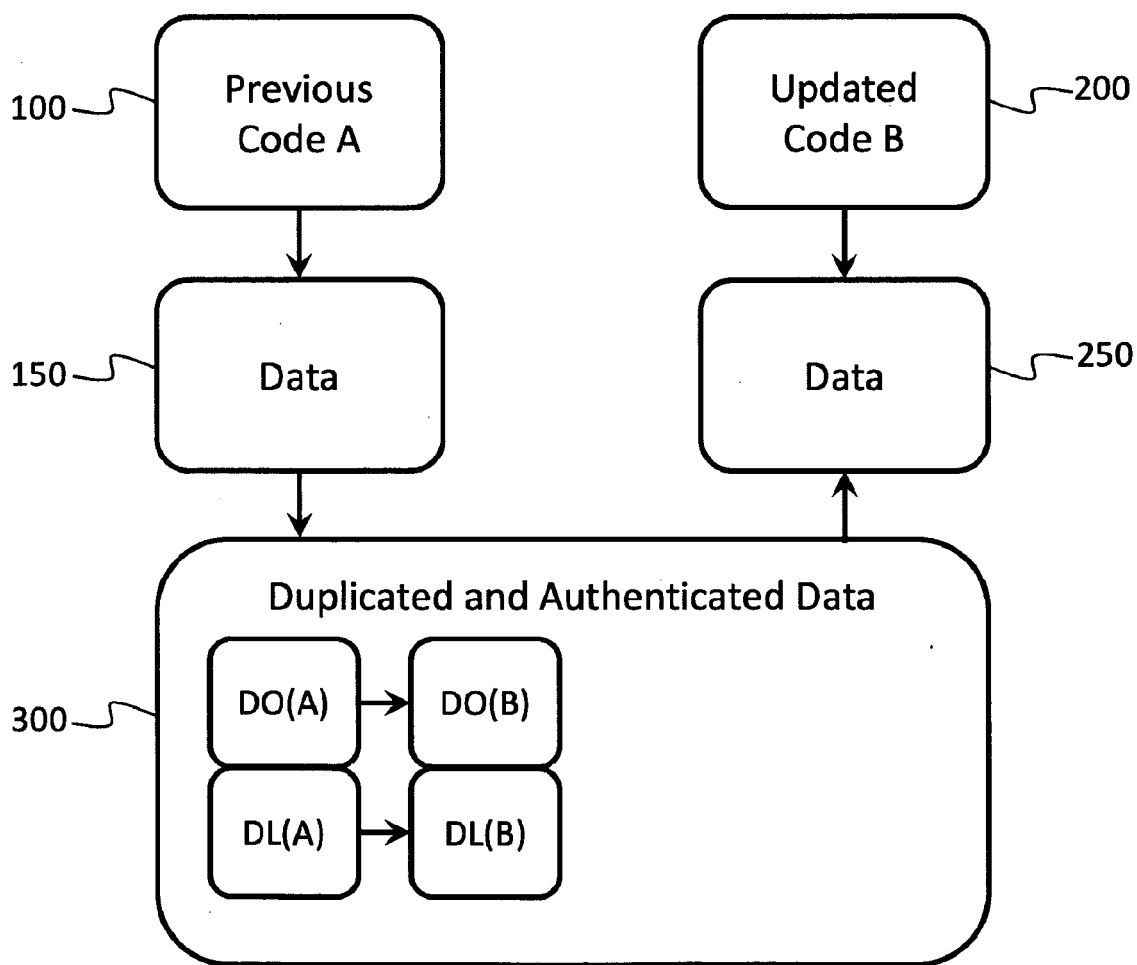 100
Previous
Code A
Updated
Code B
200
150
Data
Data
250
Duplicated and Authenticated Data
300
DO(A)
DO(B)
DL(A)
DL(B)